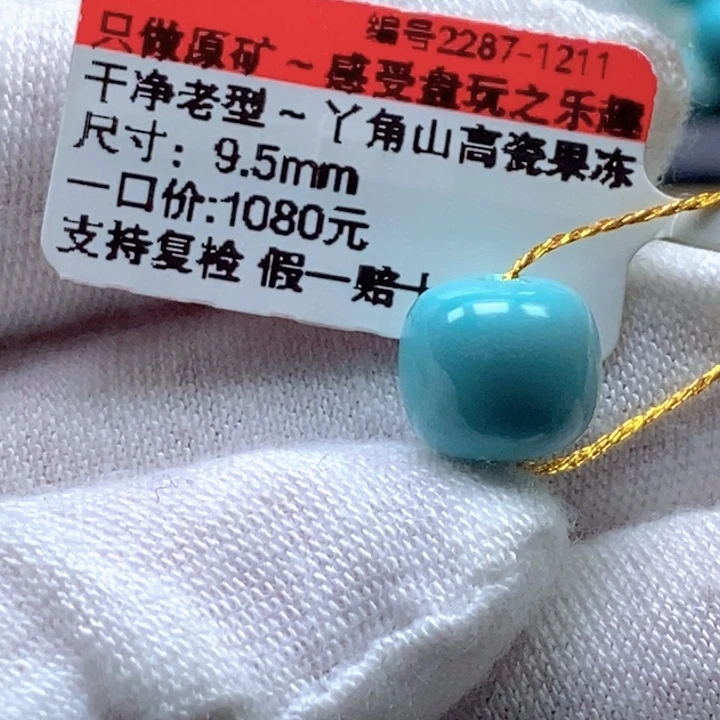 编号2287-1211
只做原矿~感受盘玩之乐趣
干净老型~丫角山高瓷果冻
尺寸：9.5mm
一口价:1080元
支持复检 假一赔十